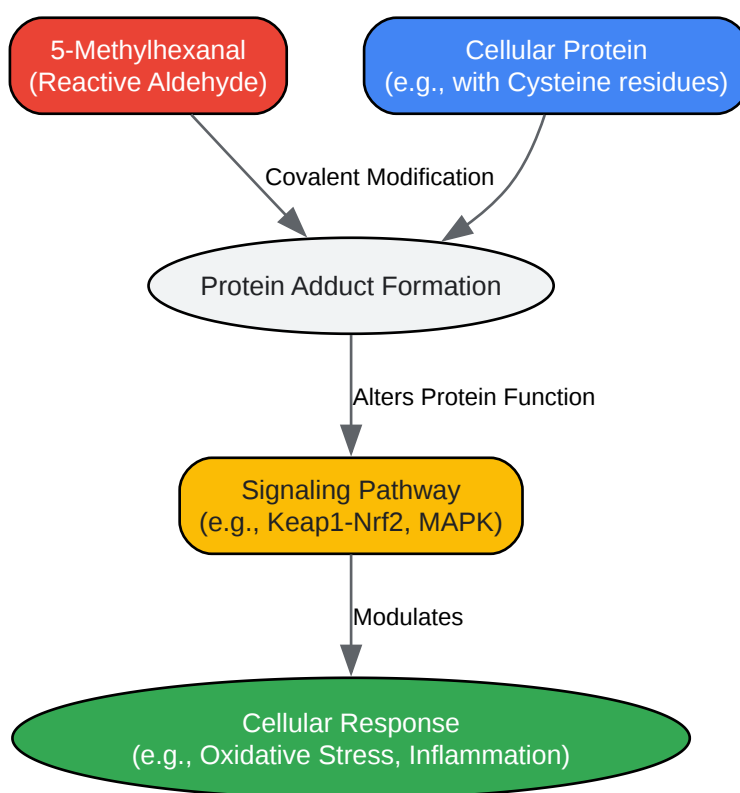 5-Methylhexanal
(Reactive Aldehyde)
Cellular Protein
(e.g., with Cysteine residues)
Covalent Modification
Protein Adduct Formation
Alters Protein Function
Signaling Pathway
(e.g., Keap1-Nrf2, MAPK)
Modulates
Cellular Response
(e.g., Oxidative Stress, Inflammation)